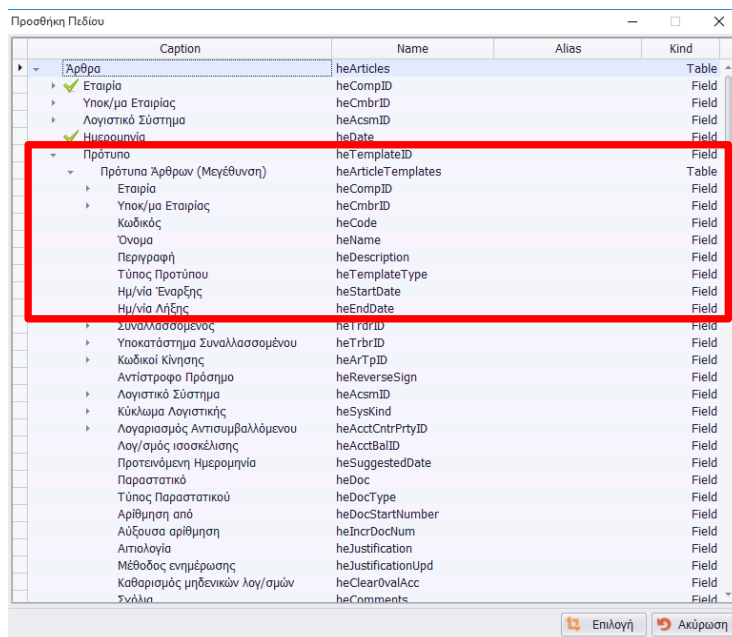 Προσθήκη Πεδίου
Caption Name Alias Kind
Άρθρα heArticles Table
Εταιρία heCompID Field
Υποκ/μα Εταιρίας heCmbrID Field
Λογιστικό Σύστημα heAcsmID Field
Ημερομηνία heDate Field
Πρότυπο heTemplateID Field
Πρότυπα Άρθρων (Μεγέθυνση) heArticleTemplates Table
Εταιρία heCompID Field
Υποκ/μα Εταιρίας heCmbrID Field
Κωδικός heCode Field
Όνομα heName Field
Περιγραφή heDescription Field
Τύπος Προτύπου heTemplateType Field
Ημ/νία Έναρξης heStartDate Field
Ημ/νία Λήξης heEndDate Field
Συναλλασσόμενος heTrdrID Field
Υποκατάστημα Συναλλασσομένου heTrbrID Field
Κωδικοί Κίνησης heArTpID Field
Αντίστροφο Πρόσημο heReverseSign Field
Λογιστικό Σύστημα heAcsmID Field
Κύκλωμα Λογιστικής heSysKind Field
Λογαριασμός Αντισυμβαλλόμενου heAcctCntrPrtyID Field
Λογ/σμός ισοσκέλισης heAcctBalID Field
Προτεινόμενη Ημερομηνία heSuggestedDate Field
Παραστατικό heDoc Field
Τύπος Παραστατικού heDocType Field
Αρίθμηση από heDocStartNumber Field
Αύξουσα αρίθμηση heIncrDocNum Field
Αιτιολογία heJustification Field
Μέθοδος ενημέρωσης heJustificationUpd Field
Καθαρισμός μηδενικών λογ/σμών heClear0valAcc Field
Σχόλια heComments Field
Επιλογή Ακύρωση